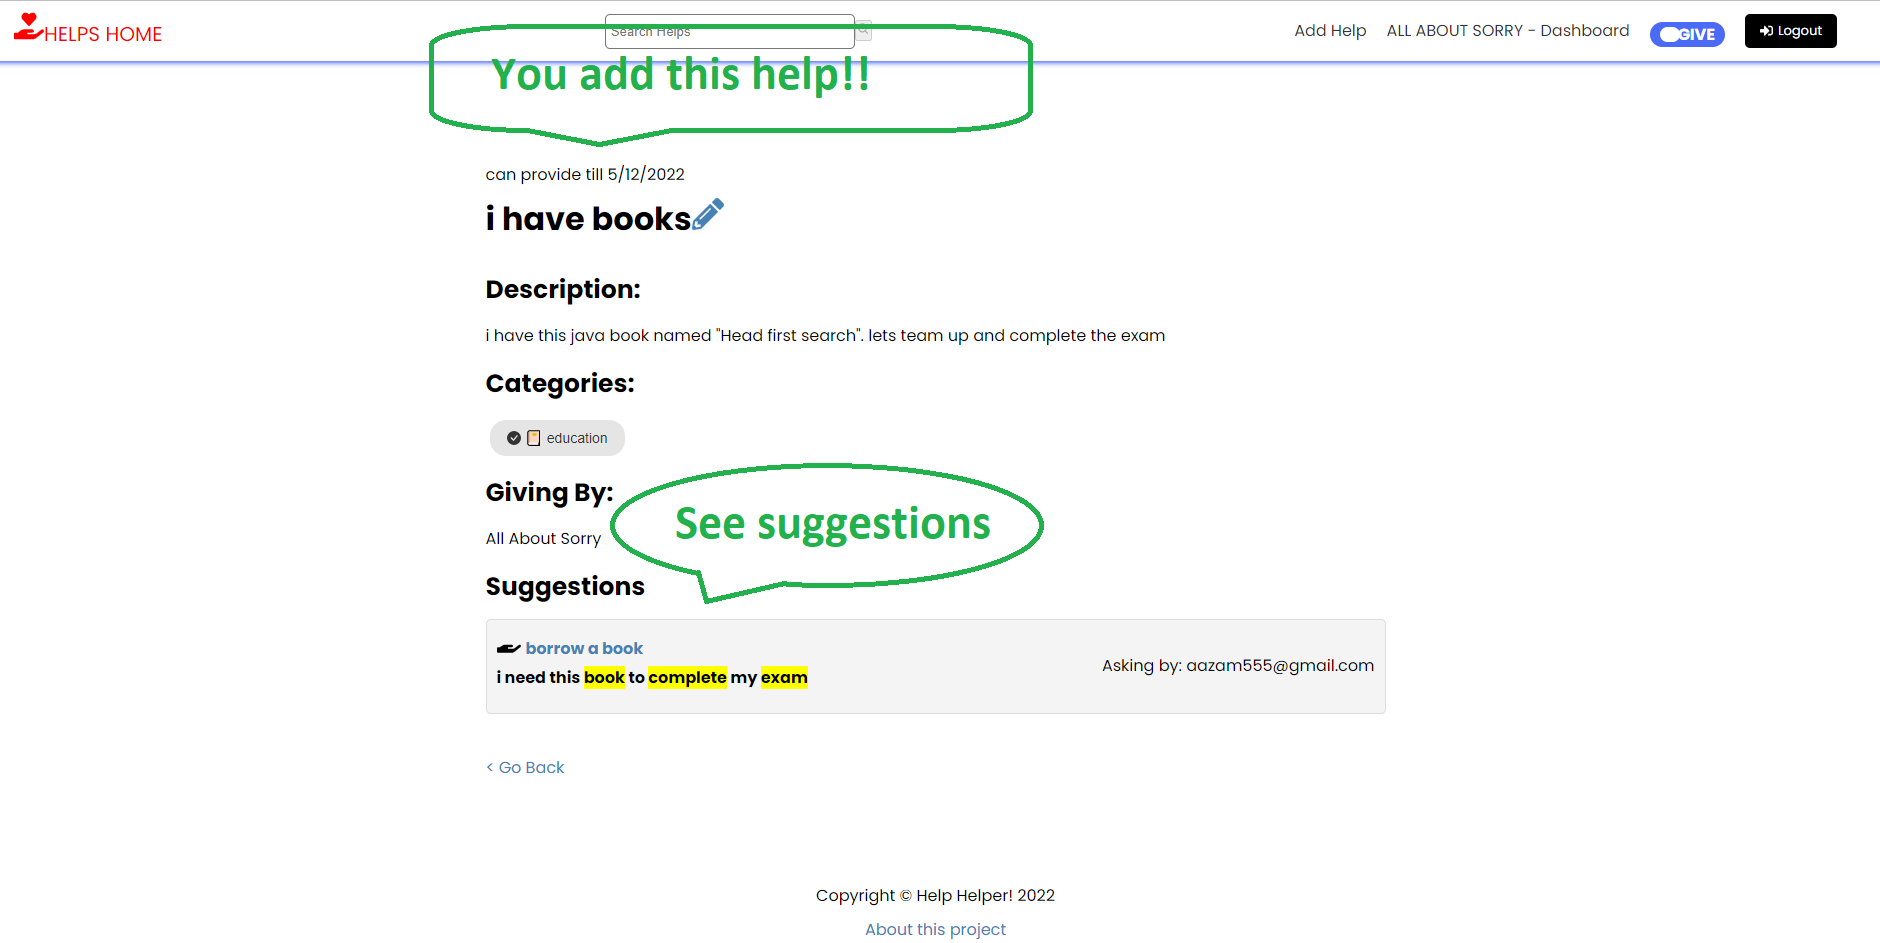 HELPS HOME
Search Helps
Add Help
ALL ABOUT SORRY - Dashboard
GIVE
Logout
You add this help!!
can provide till 5/12/2022
i have books
Description:
i have this java book named "Head first search". lets team up and complete the exam
Categories:
education
Giving By:
See suggestions
All About Sorry
Suggestions
borrow a book
i need this book to complete my exam
Asking by: aazam555@gmail.com
< Go Back
Copyright © Help Helper! 2022
About this project